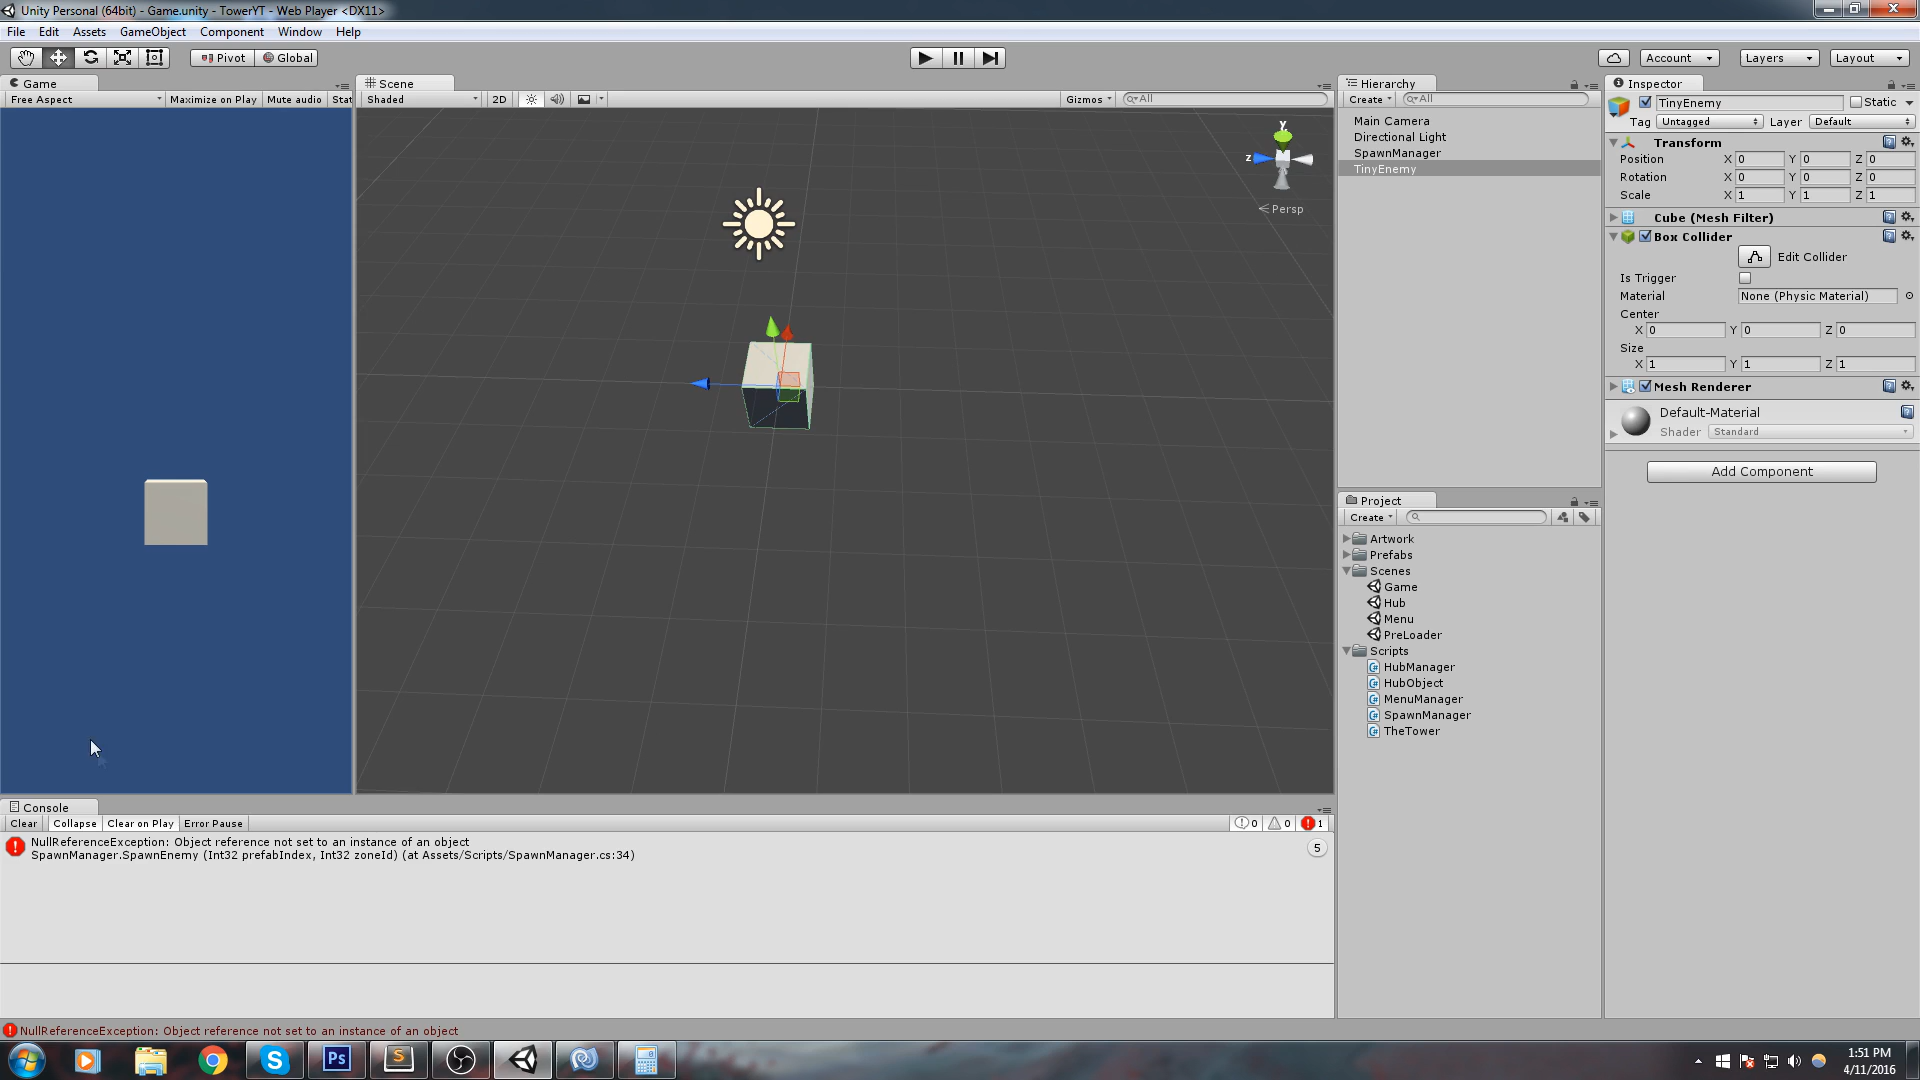 Unity Personal (64bit) - Game.unity - TowerYT - Web Player <DX11>
File Edit Assets GameObject Component Window Help
Pivot Global
Account Layers Layout
Game
Free Aspect Maximize on Play Mute audio Stat
Scene
Shaded 2D Gizmos All
y
z
Persp
Hierarchy
Create All
Main Camera
Directional Light
SpawnManager
TinyEnemy
Inspector
TinyEnemy Static
Tag Untagged Layer Default
Transform
Position X 0 Y 0 Z 0
Rotation X 0 Y 0 Z 0
Scale X 1 Y 1 Z 1
Cube (Mesh Filter)
Box Collider
Edit Collider
Is Trigger
Material None (Physic Material)
Center
X 0 Y 0 Z 0
Size
X 1 Y 1 Z 1
Mesh Renderer
Default-Material
Shader Standard
Add Component
Project
Create
Artwork
Prefabs
Scenes
Game
Hub
Menu
PreLoader
Scripts
HubManager
HubObject
MenuManager
SpawnManager
TheTower
Console
Clear Collapse Clear on Play Error Pause 0 0 1
NullReferenceException: Object reference not set to an instance of an object
SpawnManager.SpawnEnemy (Int32 prefabIndex, Int32 zoneId) (at Assets/Scripts/SpawnManager.cs:34)
5
NullReferenceException: Object reference not set to an instance of an object
Ps
1:51 PM
4/11/2016